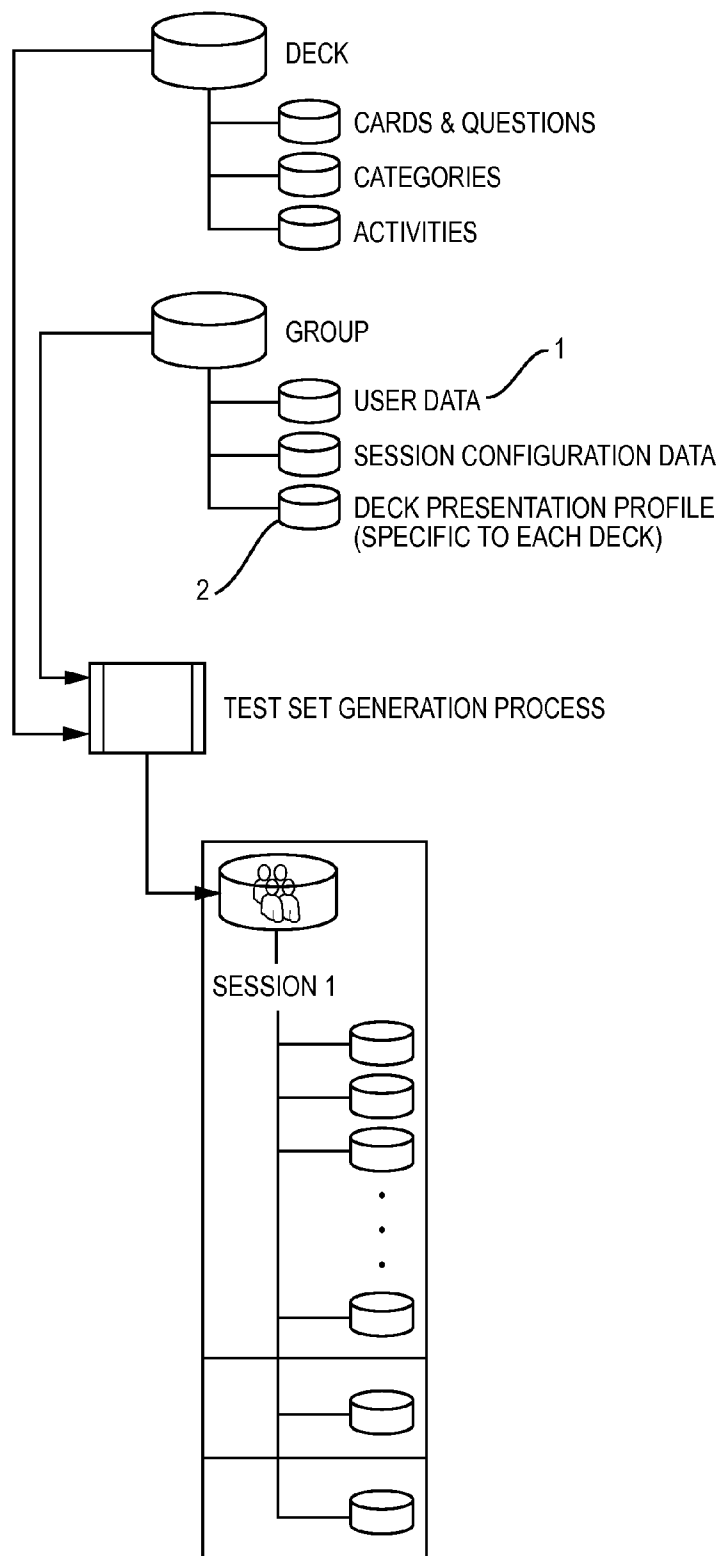 DECK
CARDS & QUESTIONS
CATEGORIES
ACTIVITIES
GROUP
1
USER DATA
SESSION CONFIGURATION DATA
DECK PRESENTATION PROFILE
(SPECIFIC TO EACH DECK)
2
TEST SET GENERATION PROCESS
SESSION 1